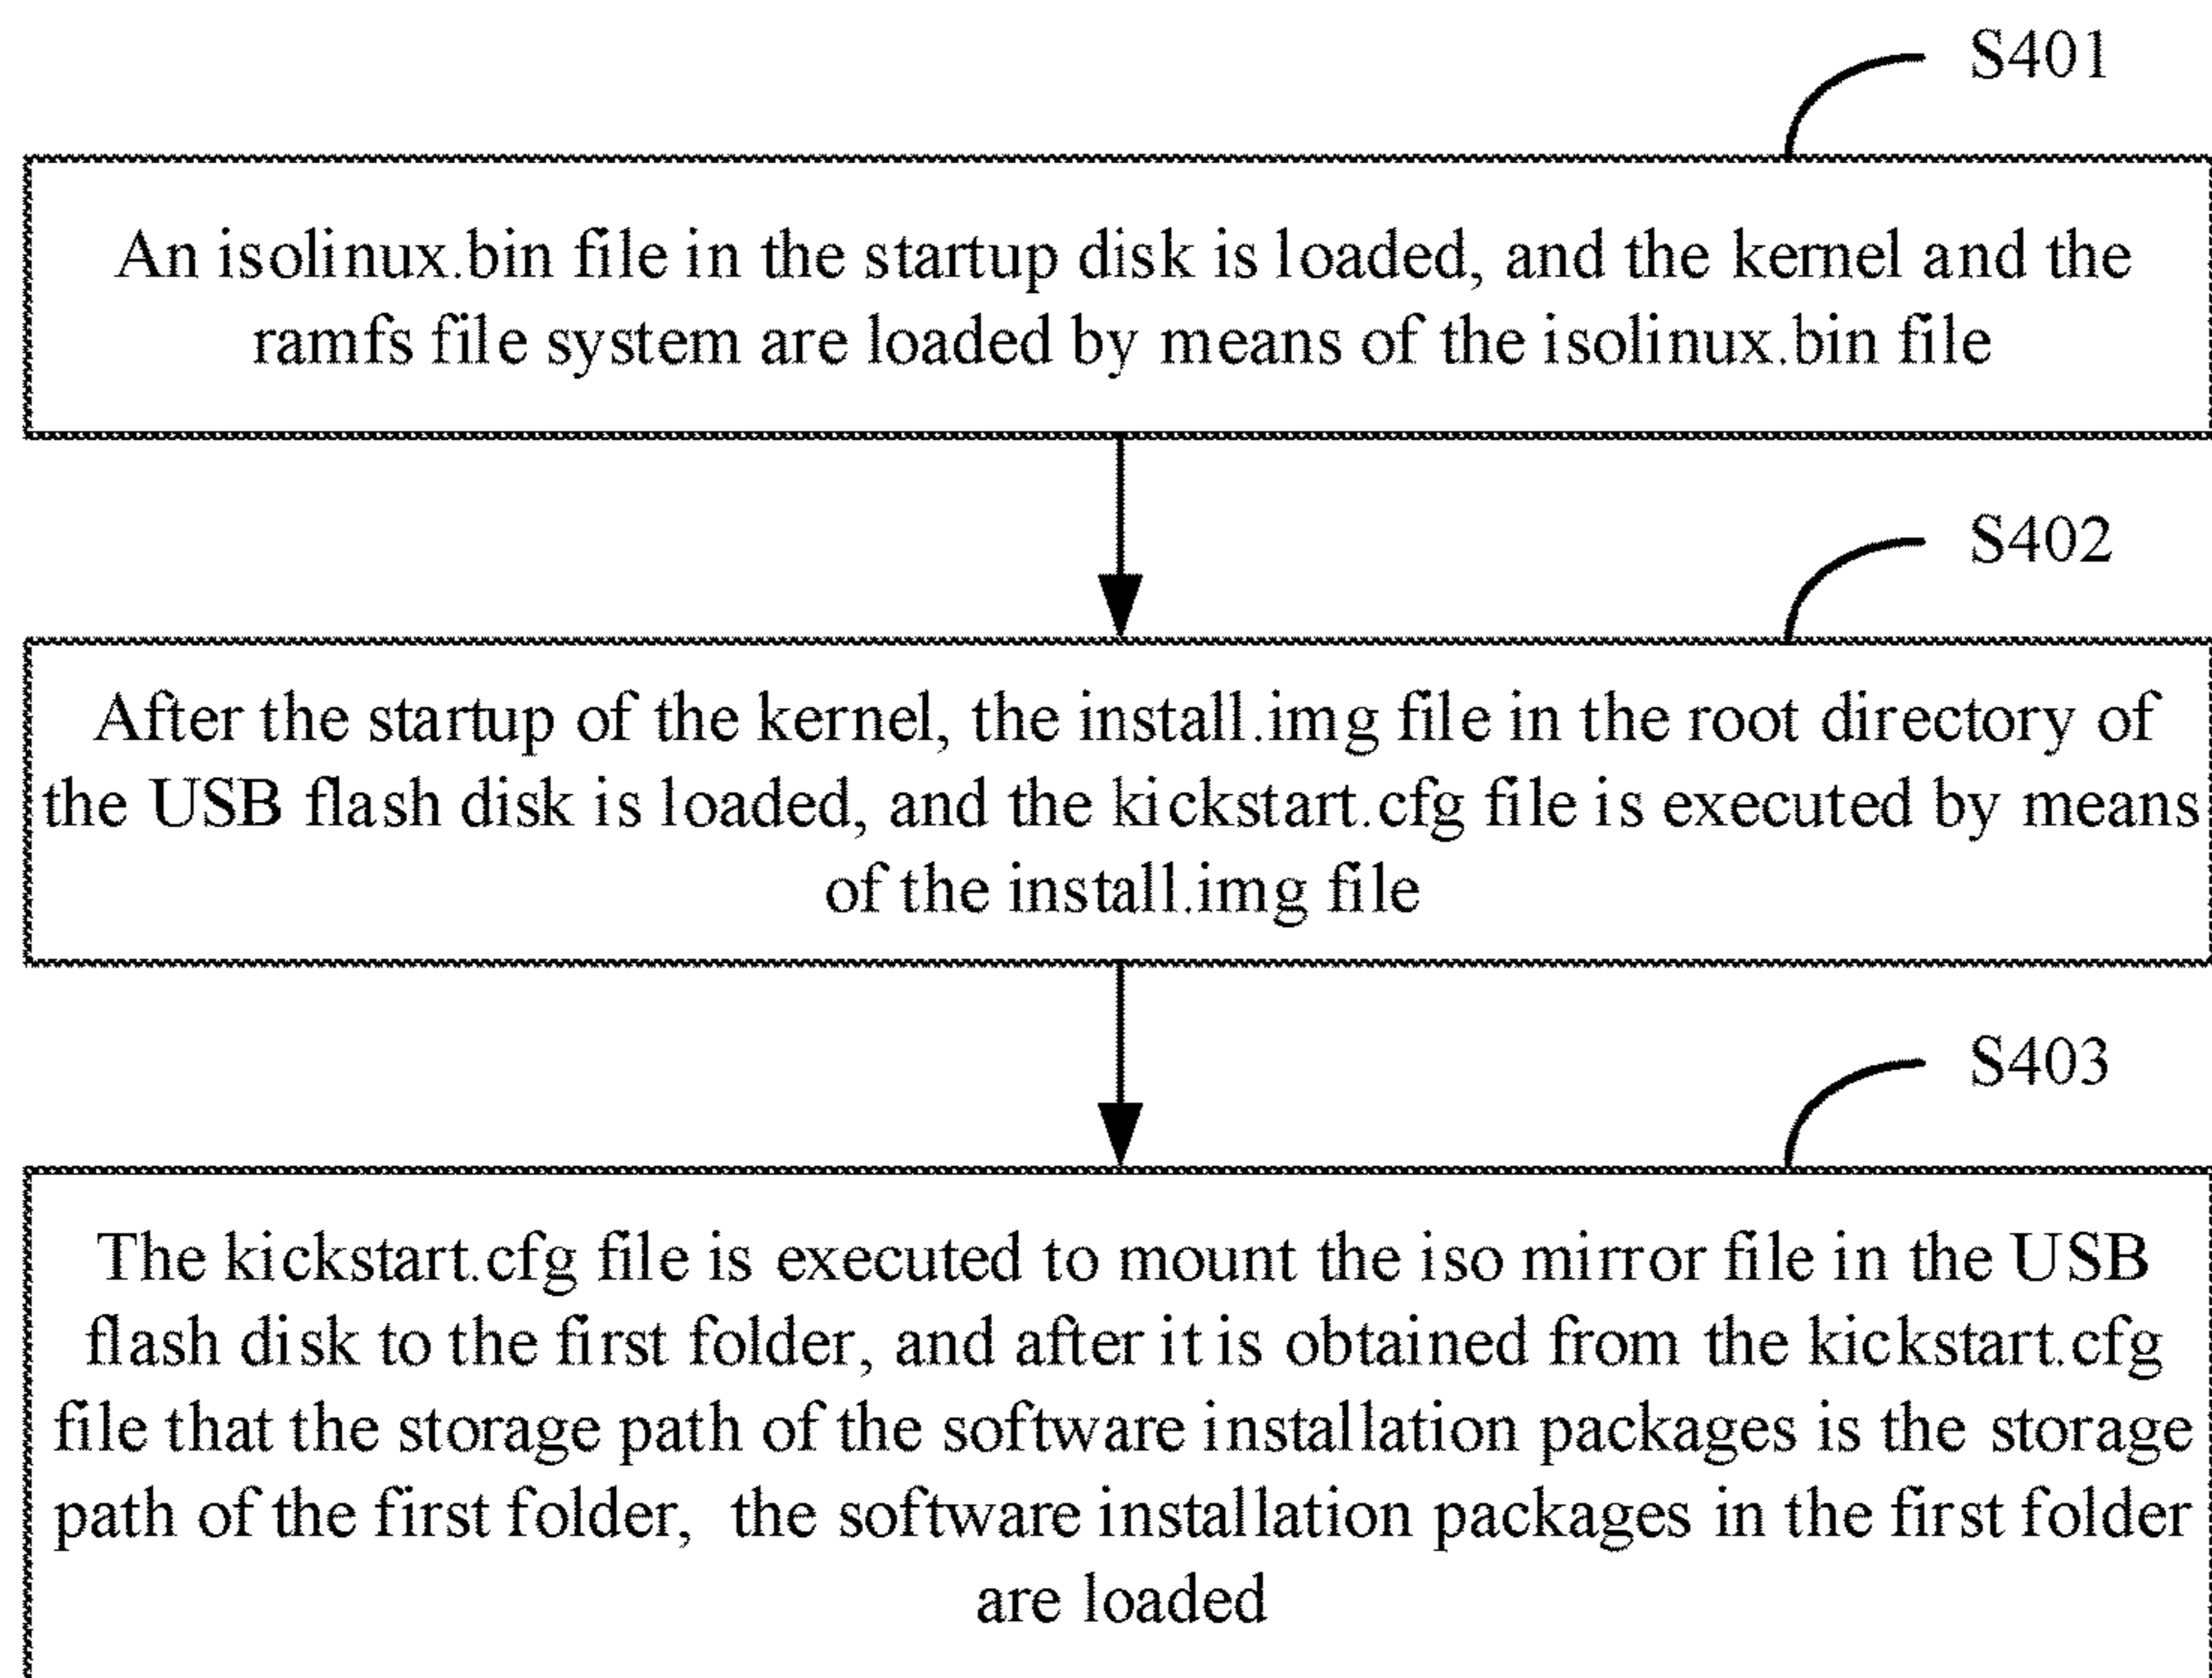 S401
An isolinux.bin file in the startup disk is loaded, and the kernel and the
ramfs file system are loaded by means of the isolinux.bin file
S402
After the startup of the kernel, the install.img file in the root directory of
the USB flash disk is loaded, and the kickstart.cfg file is executed by means
of the install.img file
S403
The kickstart.cfg file is executed to mount the iso mirror file in the USB
flash disk to the first folder, and after it is obtained from the kickstart.cfg
file that the storage path of the software installation packages is the storage
path of the first folder, the software installation packages in the first folder
are loaded